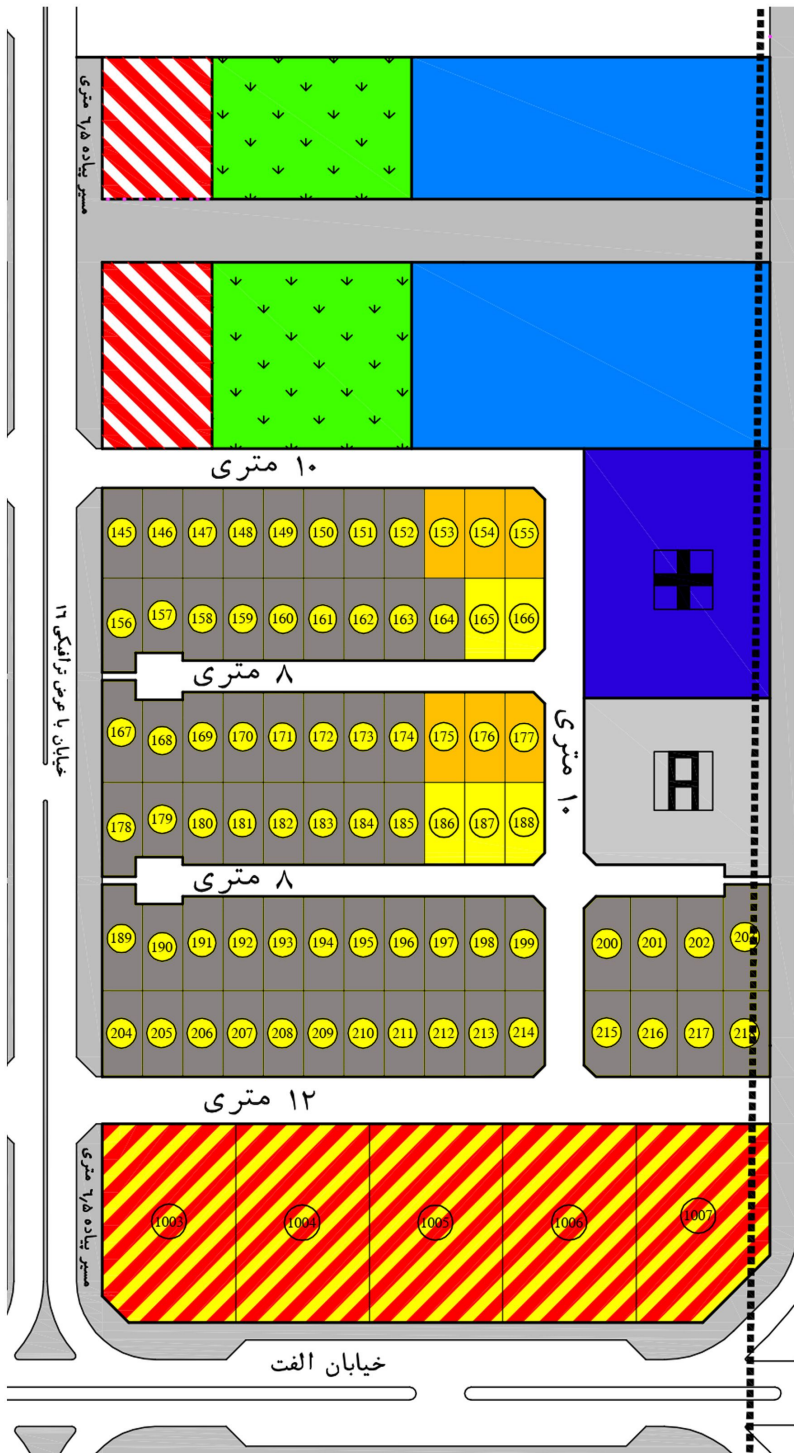 مسیر پیاده ٦٫۵ متری
۱۰ متری
145 146 147 148 149 150 151 152 153 154 155
156 157 158 159 160 161 162 163 164 165 166
خیابان با عرض ترافیکی ۱٦
۸ متری
167 168 169 170 171 172 173 174 175 176 177
۱۰ متری
178 179 180 181 182 183 184 185 186 187 188
۸ متری
189 190 191 192 193 194 195 196 197 198 199 200 201 202
204 205 206 207 208 209 210 211 212 213 214 215 216 217
۱۲ متری
مسیر پیاده ٦٫۵ متری
1003 1004 1005 1006 1007
خیابان الفت